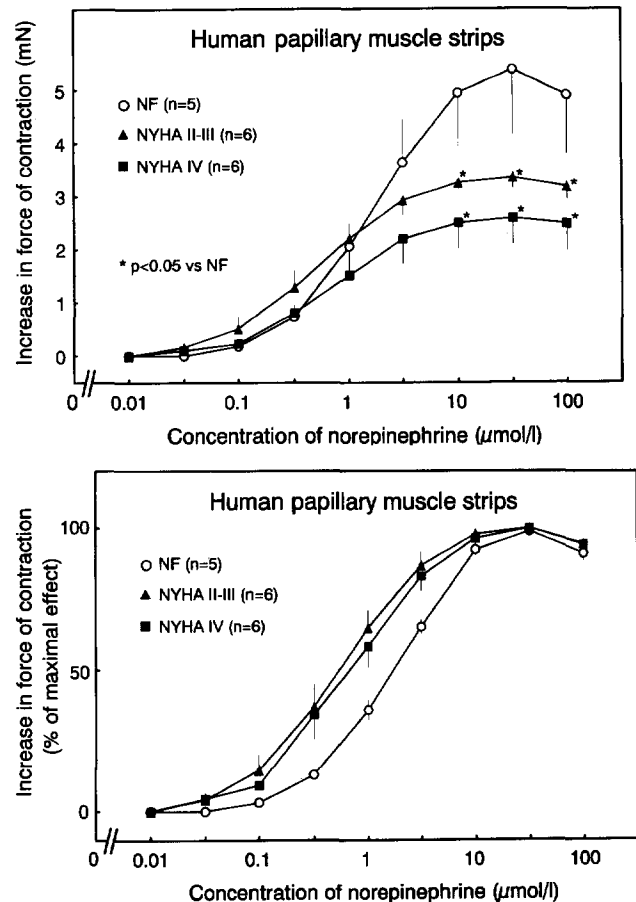 Human papillary muscle strips
Increase in force of contraction (mN)
5
4
3
2
1
0
NF (n=5)
NYHA II-III (n=6)
NYHA IV (n=6)
* p<0.05 vs NF
* * *
* * *
0 0.01 0.1 1 10 100
Concentration of norepinephrine (μmol/l)
Human papillary muscle strips
Increase in force of contraction
(% of maximal effect)
100
50
0
NF (n=5)
NYHA II-III (n=6)
NYHA IV (n=6)
0 0.01 0.1 1 10 100
Concentration of norepinephrine (μmol/l)